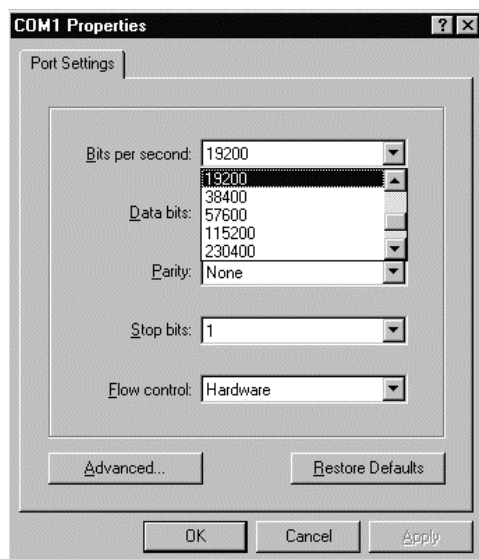 COM1 Properties
Port Settings
Bits per second: 19200
19200
38400
Data bits: 57600
115200
230400
Parity: None
Stop bits: 1
Flow control: Hardware
Advanced... Restore Defaults
OK Cancel Apply